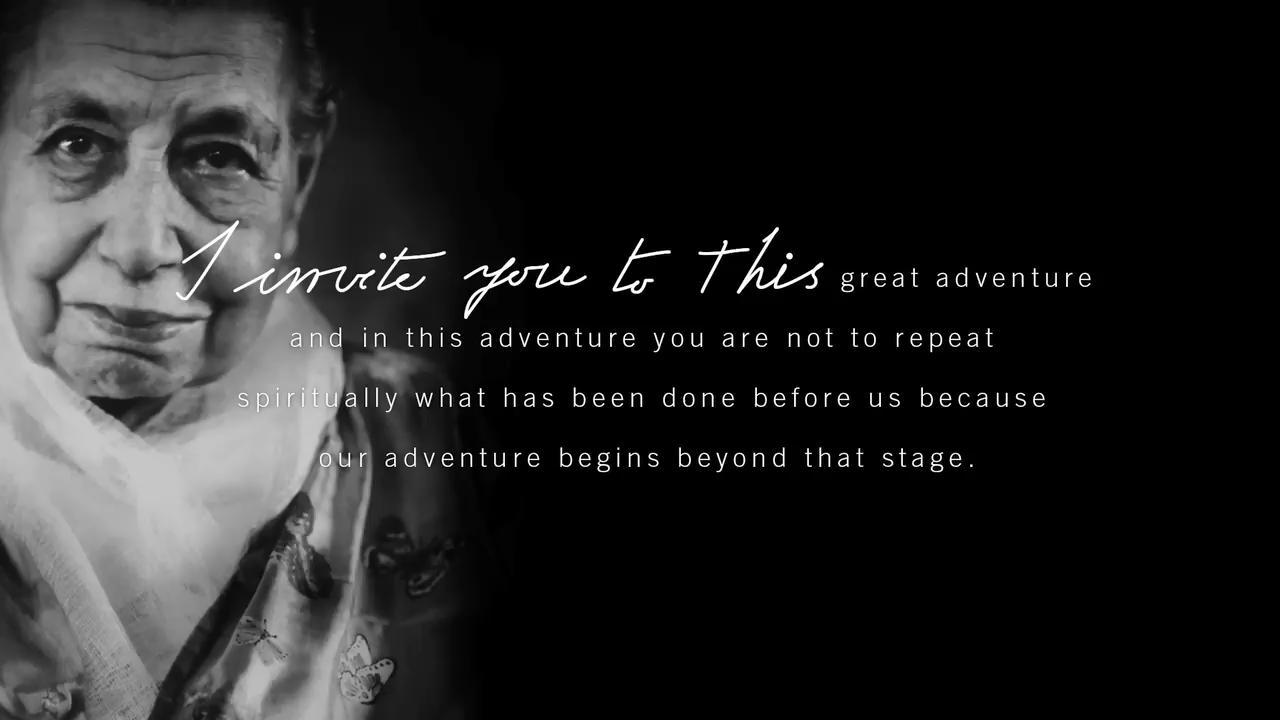 I invite you to This great adventure
and in this adventure you are not to repeat
spiritually what has been done before us because
our adventure begins beyond that stage.